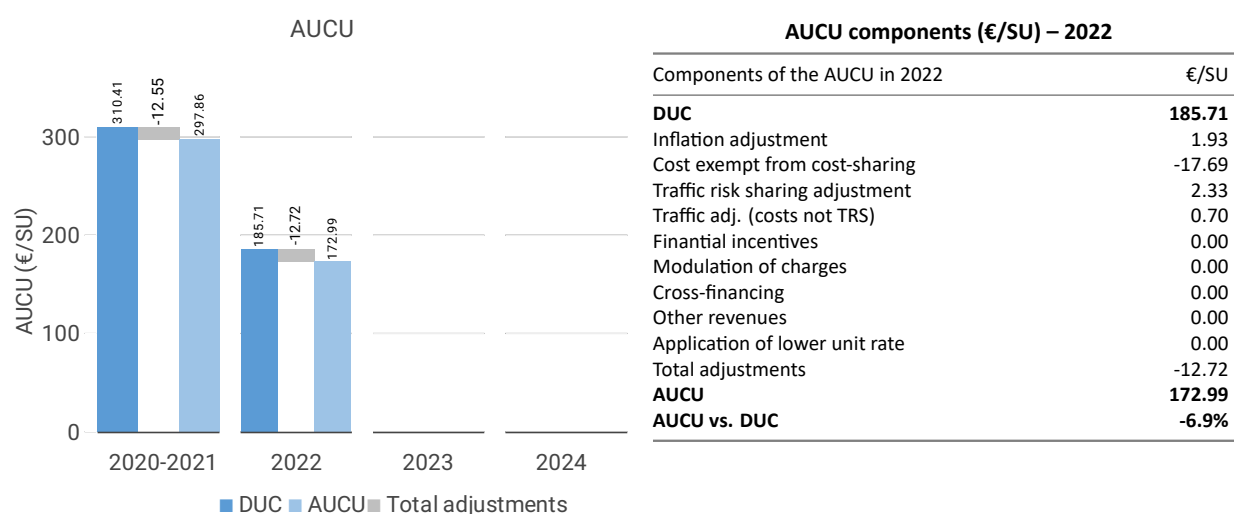 AUCU
AUCU (€/SU)
300
200
100
0
310.41
-12.55
297.86
185.71
-12.72
172.99
2020-2021
2022
2023
2024
DUC AUCU Total adjustments
AUCU components (€/SU) – 2022
Components of the AUCU in 2022 €/SU
DUC 185.71
Inflation adjustment 1.93
Cost exempt from cost-sharing -17.69
Traffic risk sharing adjustment 2.33
Traffic adj. (costs not TRS) 0.70
Finantial incentives 0.00
Modulation of charges 0.00
Cross-financing 0.00
Other revenues 0.00
Application of lower unit rate 0.00
Total adjustments -12.72
AUCU 172.99
AUCU vs. DUC -6.9%